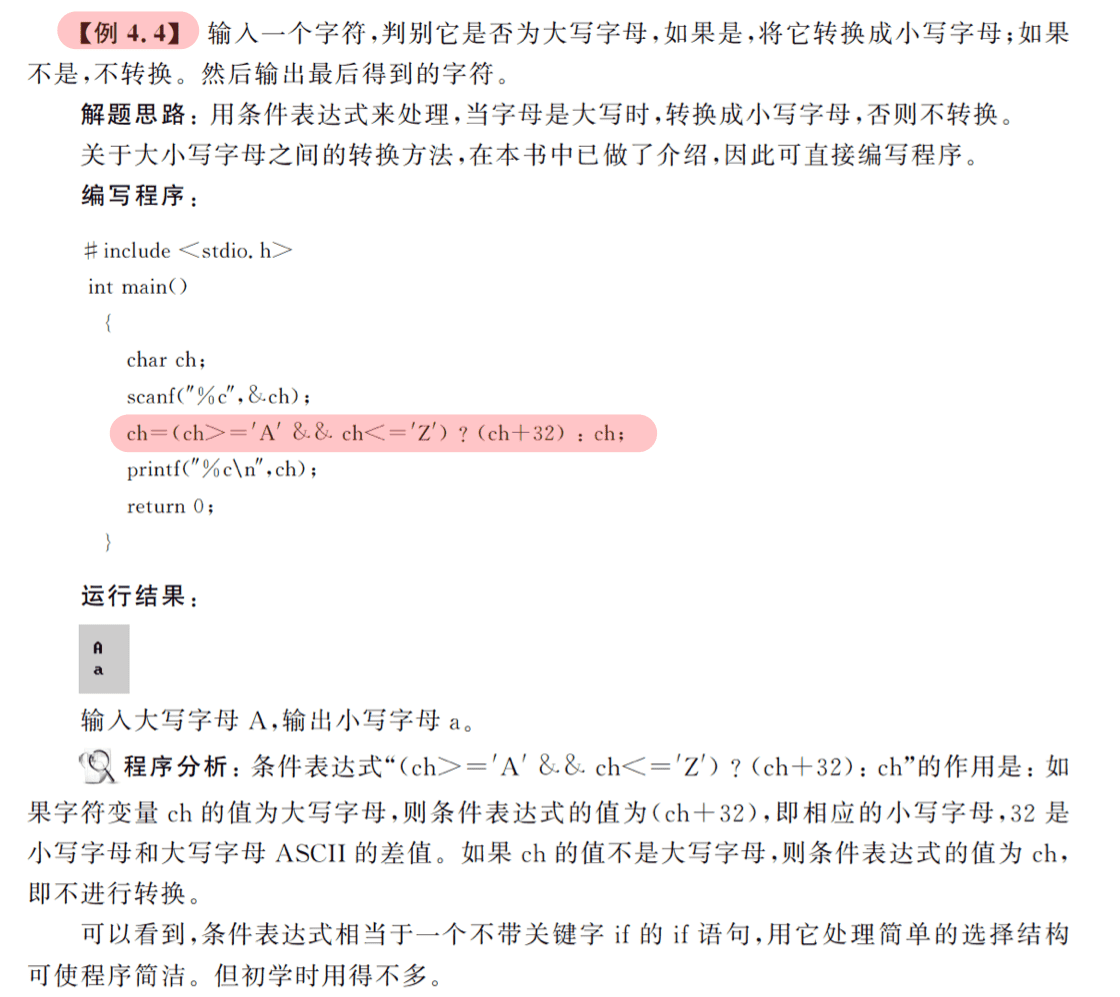 【例 4.4】 输入一个字符,判别它是否为大写字母,如果是,将它转换成小写字母;如果
不是,不转换。然后输出最后得到的字符。
解题思路: 用条件表达式来处理,当字母是大写时,转换成小写字母,否则不转换。
关于大小写字母之间的转换方法,在本书中已做了介绍,因此可直接编写程序。
编写程序:
#include <stdio.h>
int main()
{
char ch;
scanf("%c",&ch);
ch=(ch>='A' && ch<='Z') ? (ch+32) : ch;
printf("%c\n",ch);
return 0;
}
运行结果:
A
a
输入大写字母 A,输出小写字母 a。
程序分析: 条件表达式“(ch>='A' && ch<='Z') ? (ch+32): ch”的作用是: 如
果字符变量 ch 的值为大写字母,则条件表达式的值为(ch+32),即相应的小写字母,32 是
小写字母和大写字母 ASCII 的差值。如果 ch 的值不是大写字母,则条件表达式的值为 ch,
即不进行转换。
可以看到,条件表达式相当于一个不带关键字 if 的 if 语句,用它处理简单的选择结构
可使程序简洁。但初学时用得不多。